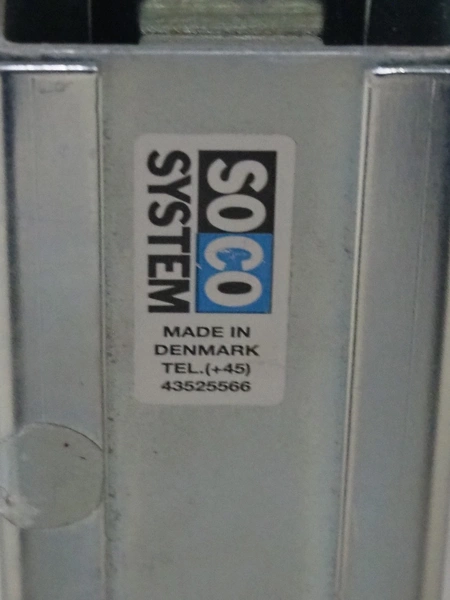 SOCO
SYSTEM
MADE IN
DENMARK
TEL.(+45)
43525566